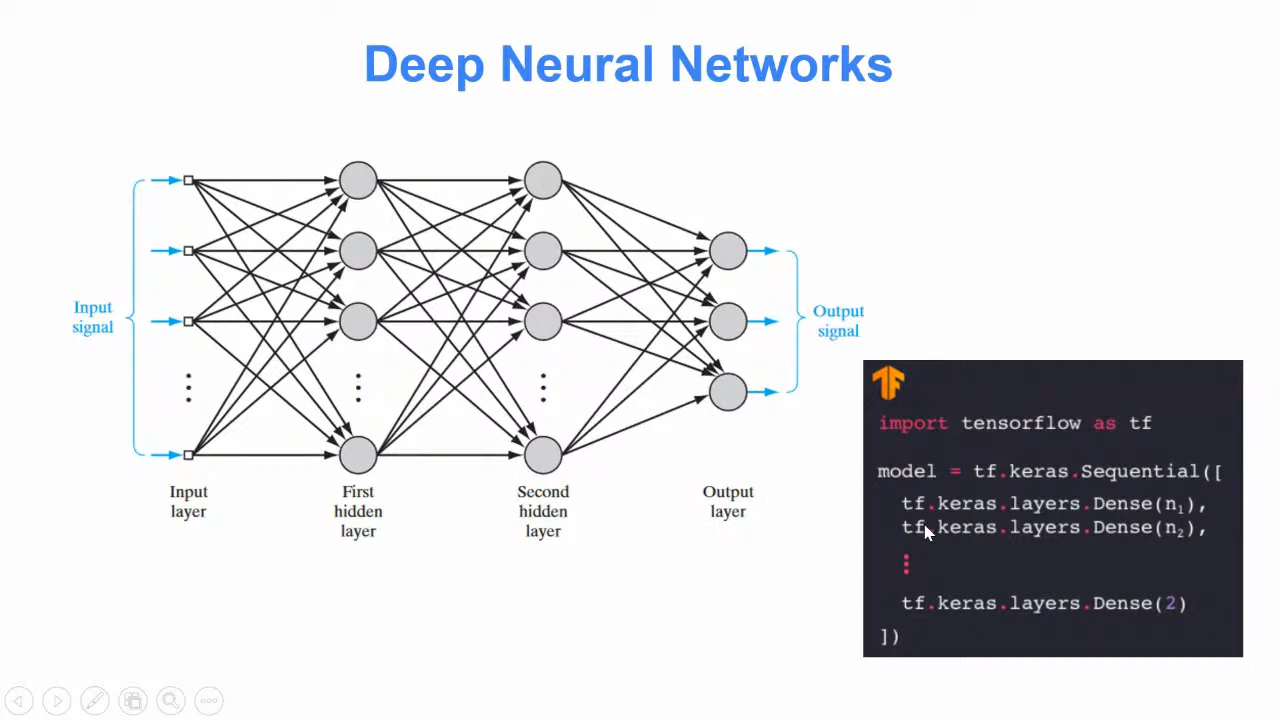 Deep Neural Networks
Input
signal
Output
signal
Input
layer
First
hidden
layer
Second
hidden
layer
Output
layer
import tensorflow as tf
model = tf.keras.Sequential([
tf.keras.layers.Dense(n₁),
tf.keras.layers.Dense(n₂),
⋮
tf.keras.layers.Dense(2)
])